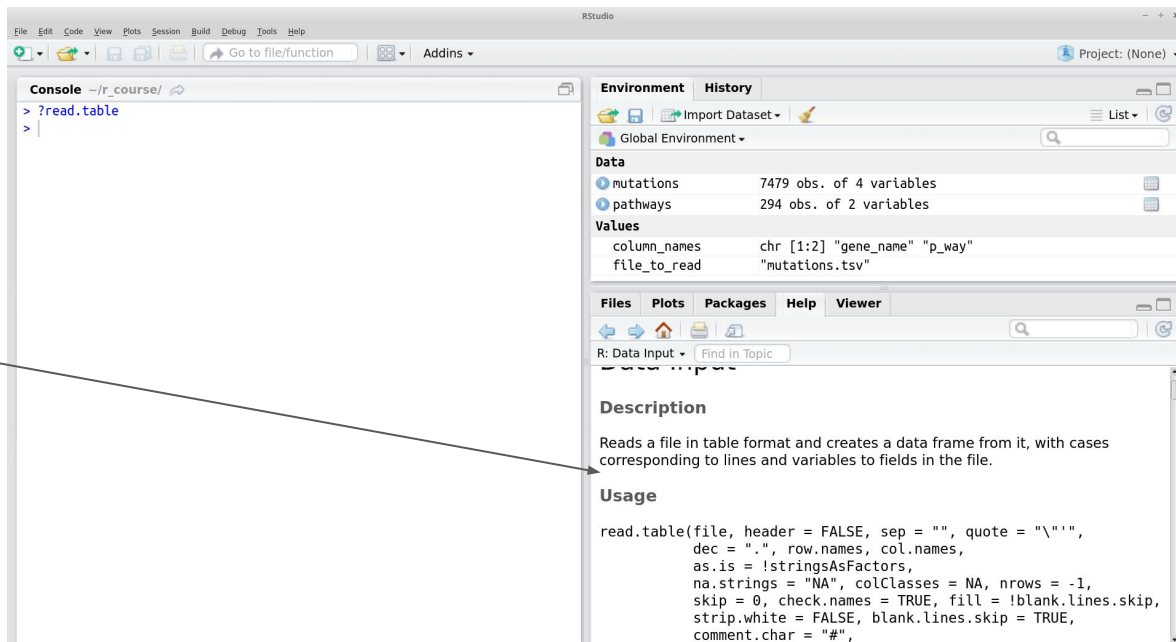 RStudio
File Edit Code View Plots Session Build Debug Tools Help
Go to file/function Addins Project: (None)
Console ~/r_course/
> ?read.table
>
Environment History
Import Dataset List
Global Environment
Data
mutations 7479 obs. of 4 variables
pathways 294 obs. of 2 variables
Values
column_names chr [1:2] "gene_name" "p_way"
file_to_read "mutations.tsv"
Files Plots Packages Help Viewer
R: Data Input Find in Topic
Data Input
Description
Reads a file in table format and creates a data frame from it, with cases
corresponding to lines and variables to fields in the file.
Usage
read.table(file, header = FALSE, sep = "", quote = "\"'",
dec = ".", row.names, col.names,
as.is = !stringsAsFactors,
na.strings = "NA", colClasses = NA, nrows = -1,
skip = 0, check.names = TRUE, fill = !blank.lines.skip,
strip.white = FALSE, blank.lines.skip = TRUE,
comment.char = "#",